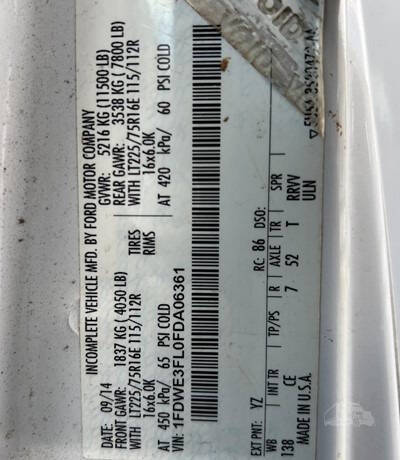 INCOMPLETE VEHICLE MFD. BY FORD MOTOR COMPANY
DATE: 09/14 GVWR: 5216 KG (11500 LB)
FRONT GAWR: 1837 KG (4050 LB) REAR GAWR: 3538 KG (7800 LB)
WITH LT225/75R16E 115/112R TIRES WITH LT225/75R16E 115/112R
16x6.0K RIMS 16x6.0K
AT 450 kPa/ 65 PSI COLD AT 420 kPa/ 60 PSI COLD
1FDWE3FL0FDA06361
EXT PNT: YZ RC: 86 DSO:
WB INT TR TP/PS R AXLE TR SPR
138 CE 7 52 T RRVV
MADE IN U.S.A. ULN